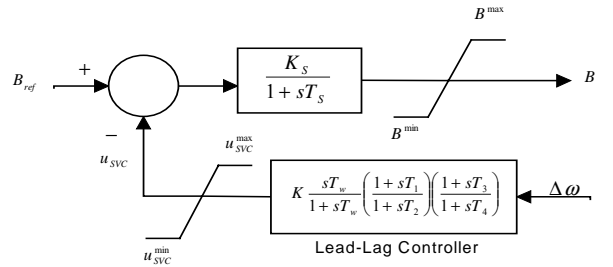 B^max
K_S
+
B_ref
1 + sT_S
B
−
B^min
u_SVC
u_SVC^max
K sT_w/(1 + sT_w) ((1 + sT_1)/(1 + sT_2)) ((1 + sT_3)/(1 + sT_4))
Δω
u_SVC^min
Lead-Lag Controller